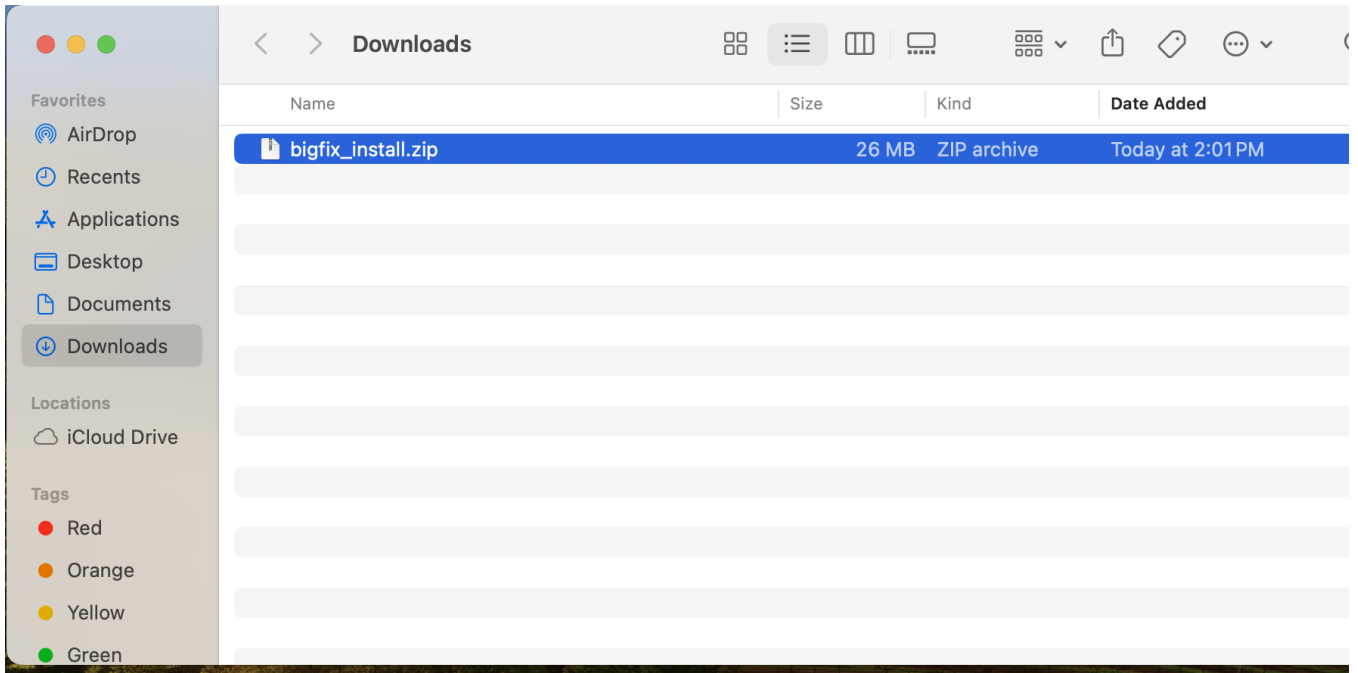 Downloads
Favorites
AirDrop
Recents
Applications
Desktop
Documents
Downloads
Locations
iCloud Drive
Tags
Red
Orange
Yellow
Green
Name Size Kind Date Added
bigfix_install.zip 26 MB ZIP archive Today at 2:01 PM